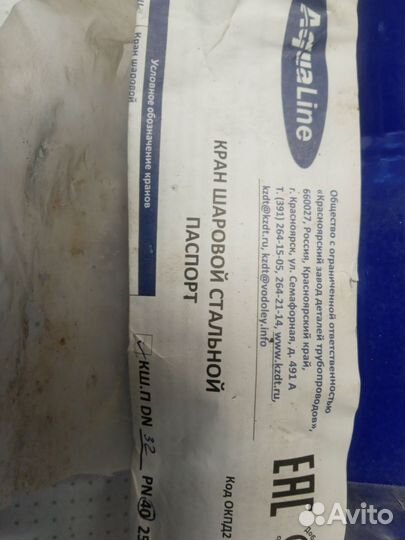 AquaLine
Общество с ограниченной ответственностью
«Красноярский завод деталей трубопроводов»,
660027, Россия, Красноярский край,
г. Красноярск, ул. Семафорная, д. 491 А
Т. (391) 264-15-05, 264-21-14, www.kzdt.ru,
kzdt@kzdt.ru, kzdt@vodoley.info
EAC
Код ОКПД2
КРАН ШАРОВОЙ СТАЛЬНОЙ
ПАСПОРТ
КШ.П DN 32 PN 40 25
Условное обозначение кранов
Кран шаровой
Avito